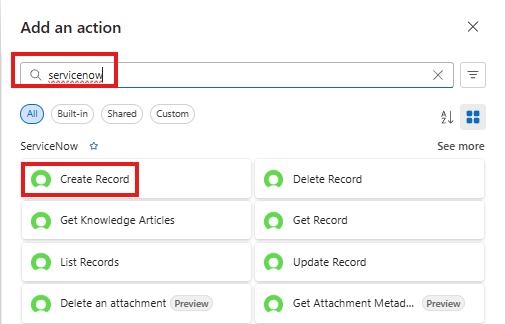 Add an action
servicenow
All Built-in Shared Custom
ServiceNow See more
Create Record Delete Record
Get Knowledge Articles Get Record
List Records Update Record
Delete an attachment Preview Get Attachment Metad... Preview